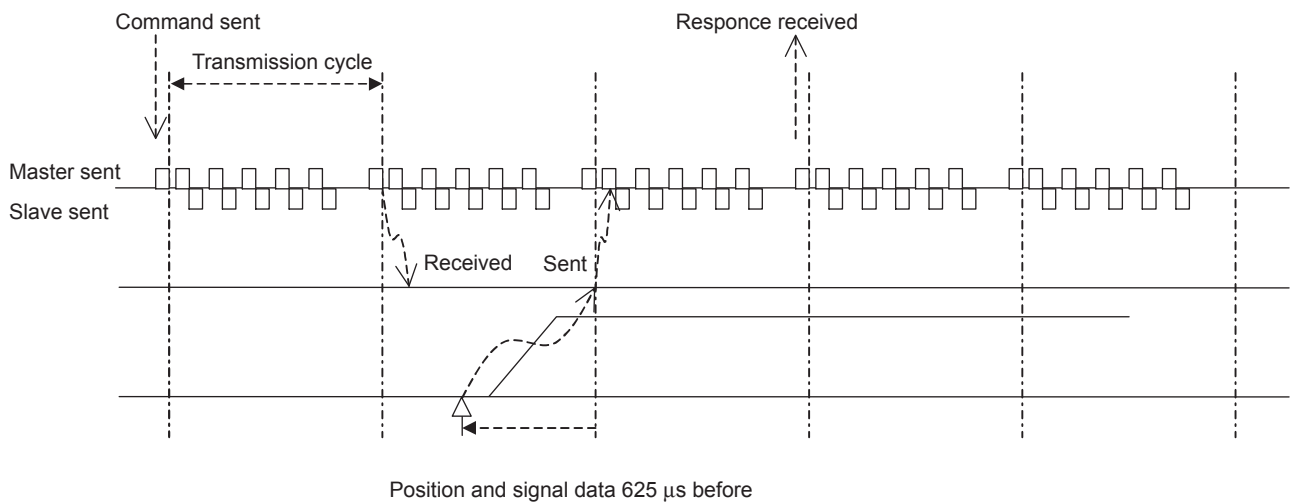 Command sent
Responce received
Transmission cycle
Master sent
Slave sent
Received
Sent
Position and signal data 625 μs before